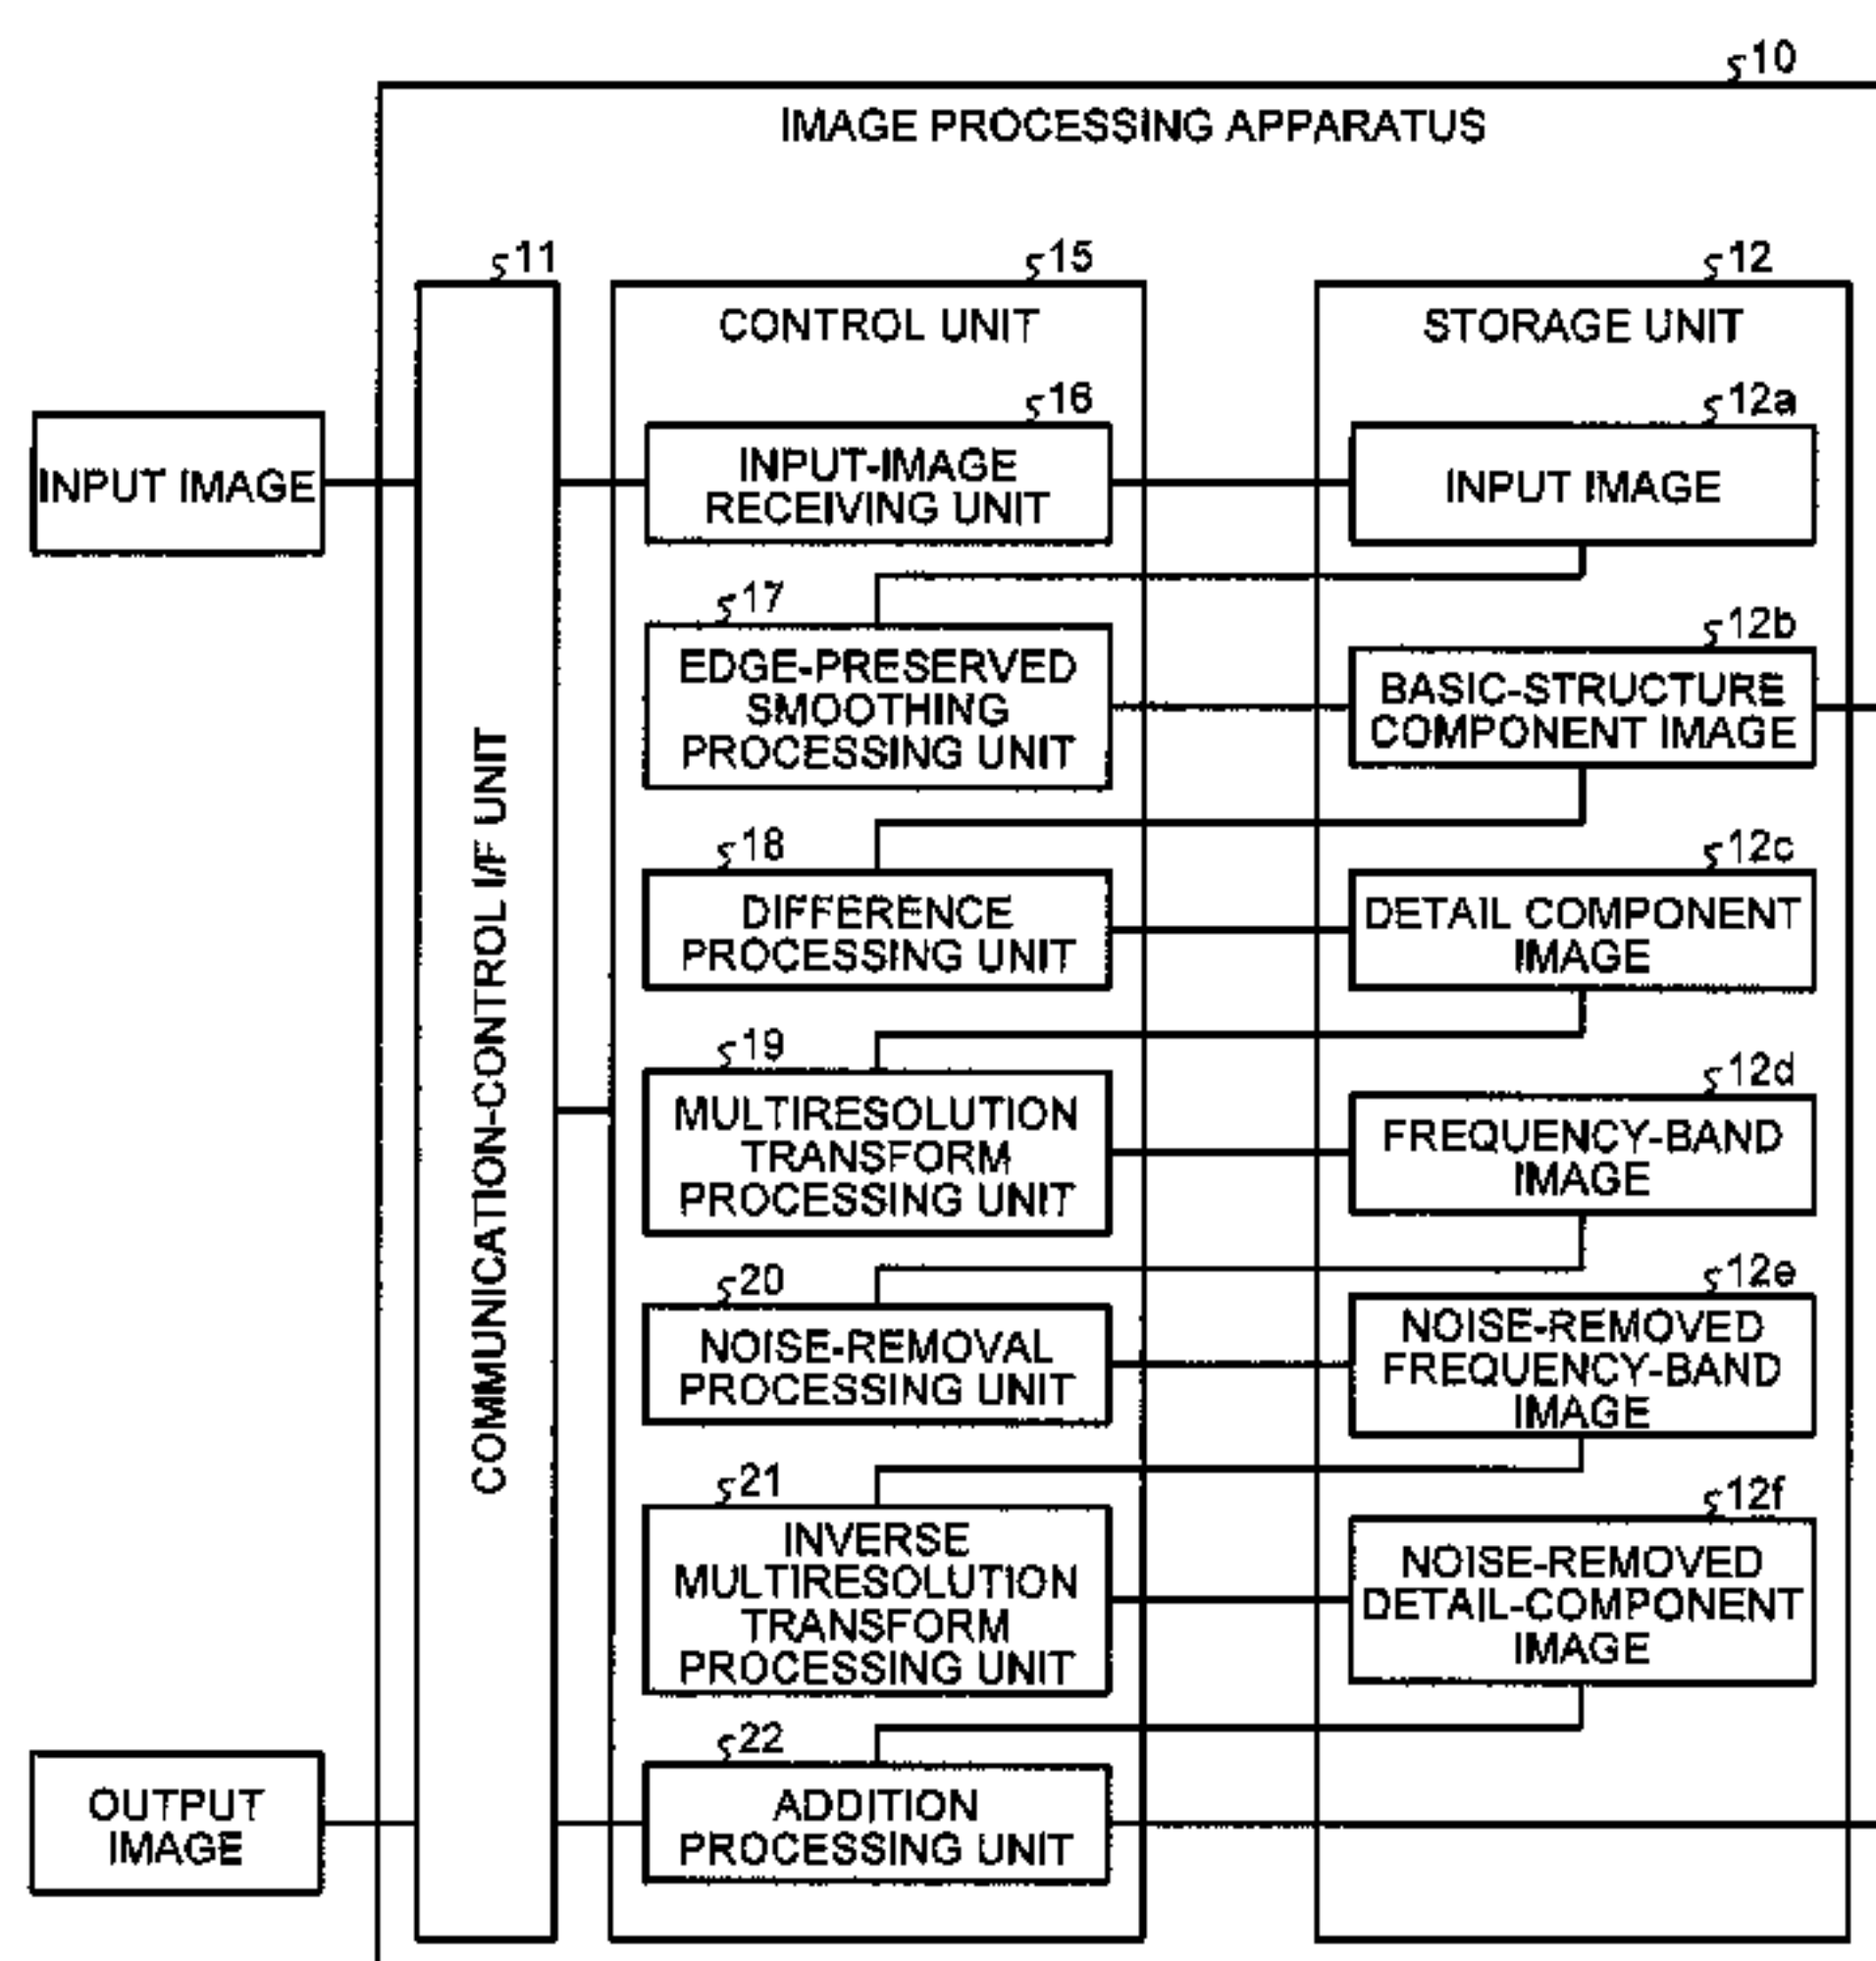 10
IMAGE PROCESSING APPARATUS
11
15
12
CONTROL UNIT
STORAGE UNIT
16
12a
INPUT IMAGE
INPUT-IMAGE
RECEIVING UNIT
INPUT IMAGE
17
12b
EDGE-PRESERVED
SMOOTHING
PROCESSING UNIT
BASIC-STRUCTURE
COMPONENT IMAGE
COMMUNICATION-CONTROL I/F UNIT
18
12c
DIFFERENCE
PROCESSING UNIT
DETAIL COMPONENT
IMAGE
19
12d
MULTIRESOLUTION
TRANSFORM
PROCESSING UNIT
FREQUENCY-BAND
IMAGE
20
12e
NOISE-REMOVAL
PROCESSING UNIT
NOISE-REMOVED
FREQUENCY-BAND
IMAGE
21
12f
INVERSE
MULTIRESOLUTION
TRANSFORM
PROCESSING UNIT
NOISE-REMOVED
DETAIL-COMPONENT
IMAGE
22
OUTPUT
IMAGE
ADDITION
PROCESSING UNIT